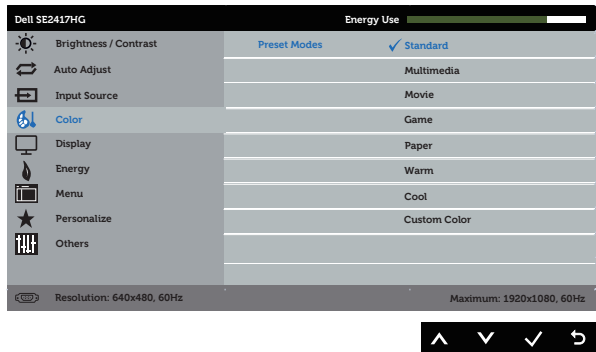 Dell SE2417HG Energy Use
Brightness / Contrast Preset Modes Standard
Auto Adjust Multimedia
Input Source Movie
Color Game
Display Paper
Energy Warm
Menu Cool
Personalize Custom Color
Others
Resolution: 640x480, 60Hz Maximum: 1920x1080, 60Hz